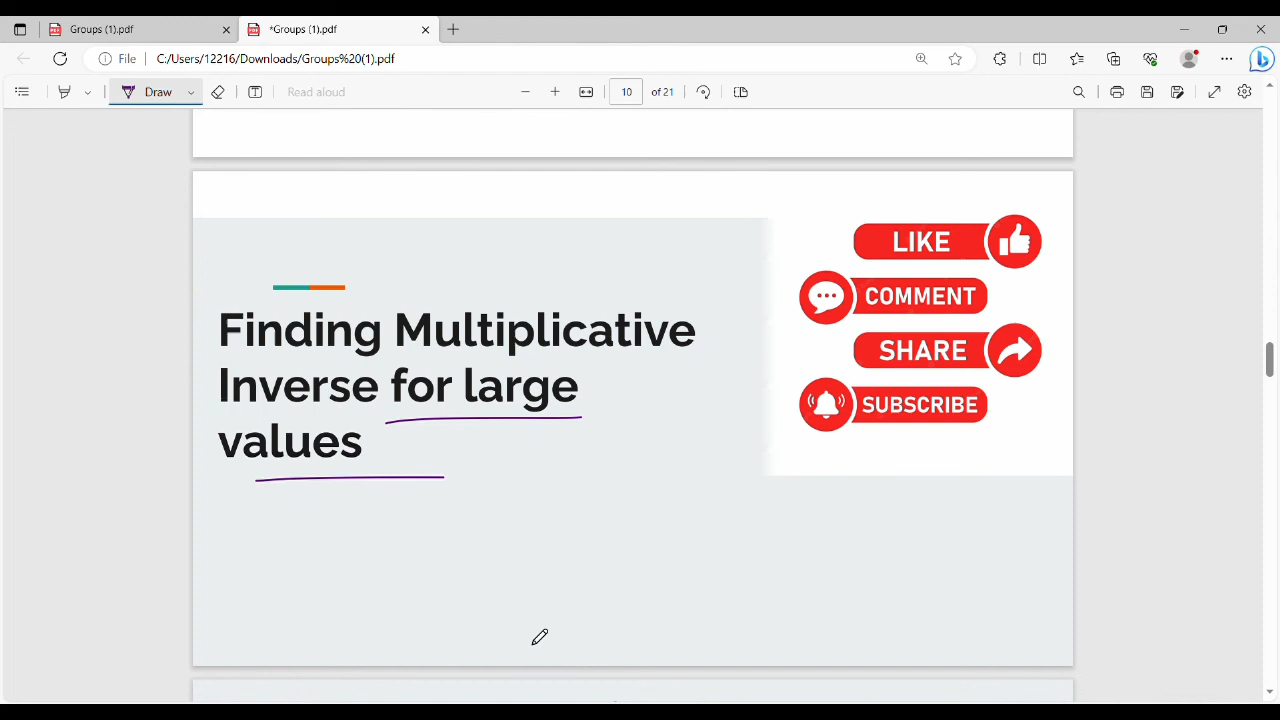 Groups (1).pdf
*Groups (1).pdf
File C:/Users/12216/Downloads/Groups%20(1).pdf
Draw Read aloud 10 of 21
Finding Multiplicative
Inverse for large
values
LIKE
COMMENT
SHARE
SUBSCRIBE